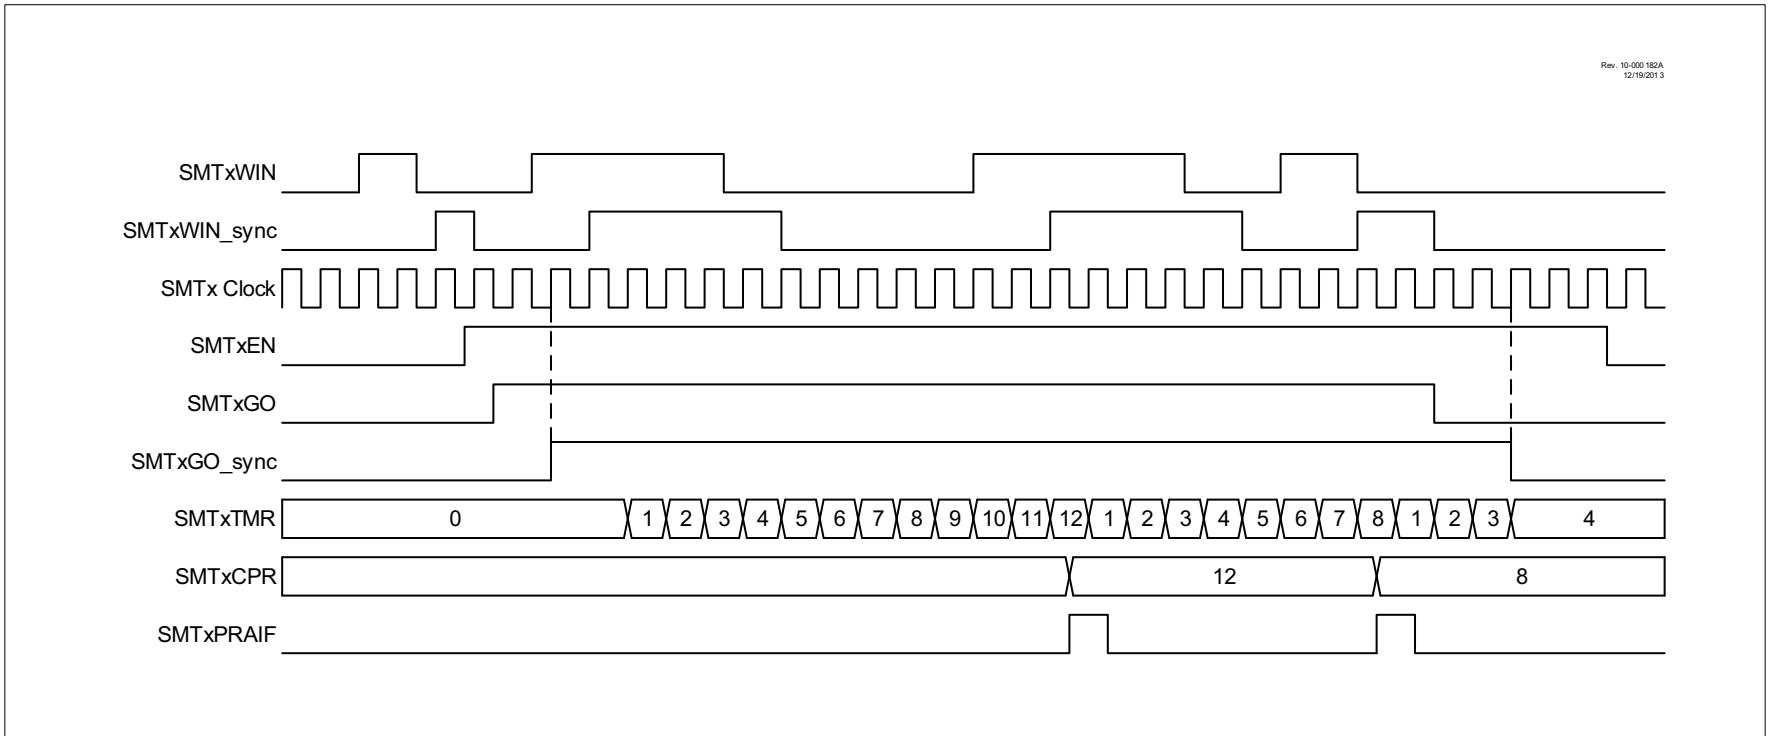 Rev. 10-000 182A
12/19/201 3
SMTxWIN
SMTxWIN_sync
SMTx Clock
SMTxEN
SMTxGO
SMTxGO_sync
SMTxTMR 0 1 2 3 4 5 6 7 8 9 10 11 12 1 2 3 4 5 6 7 8 1 2 3 4
SMTxCPR 12 8
SMTxPRAIF